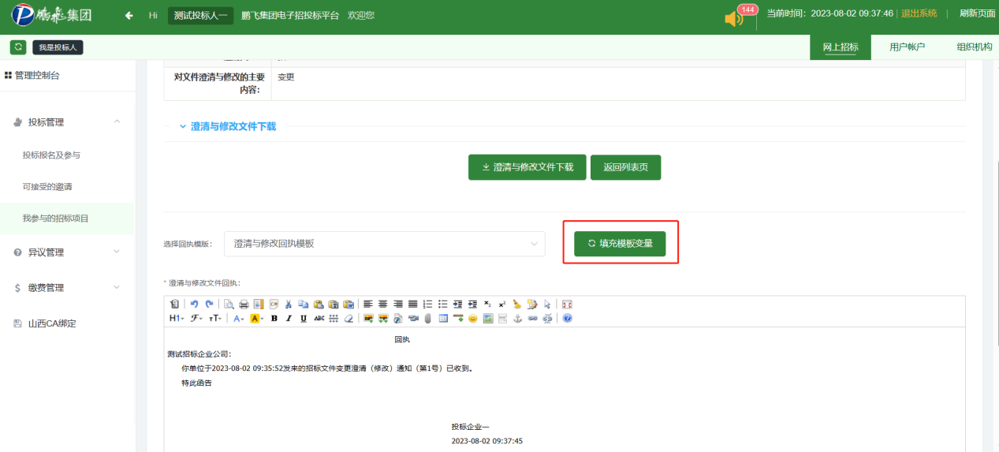 鹏飞集团
Hi 测试投标人一 鹏飞集团电子招投标平台 欢迎您
144
当前时间：2023-08-02 09:37:46 退出系统 | 刷新页面
我是投标人
网上招标 用户帐户 组织机构
管理控制台
对文件澄清与修改的主要内容： 变更
投标管理
澄清与修改文件下载
投标报名及参与
澄清与修改文件下载 返回列表页
可接受的邀请
我参与的招标项目
选择回执模版： 澄清与修改回执模板 填充模板变量
异议管理
* 澄清与修改文件回执：
缴费管理
H1 F TT A A B I U ABC
山西CA绑定
回执
测试招标企业公司：
你单位于2023-08-02 09:35:52发来的招标文件变更澄清（修改）通知（第1号）已收到。
特此函告
投标企业一
2023-08-02 09:37:45